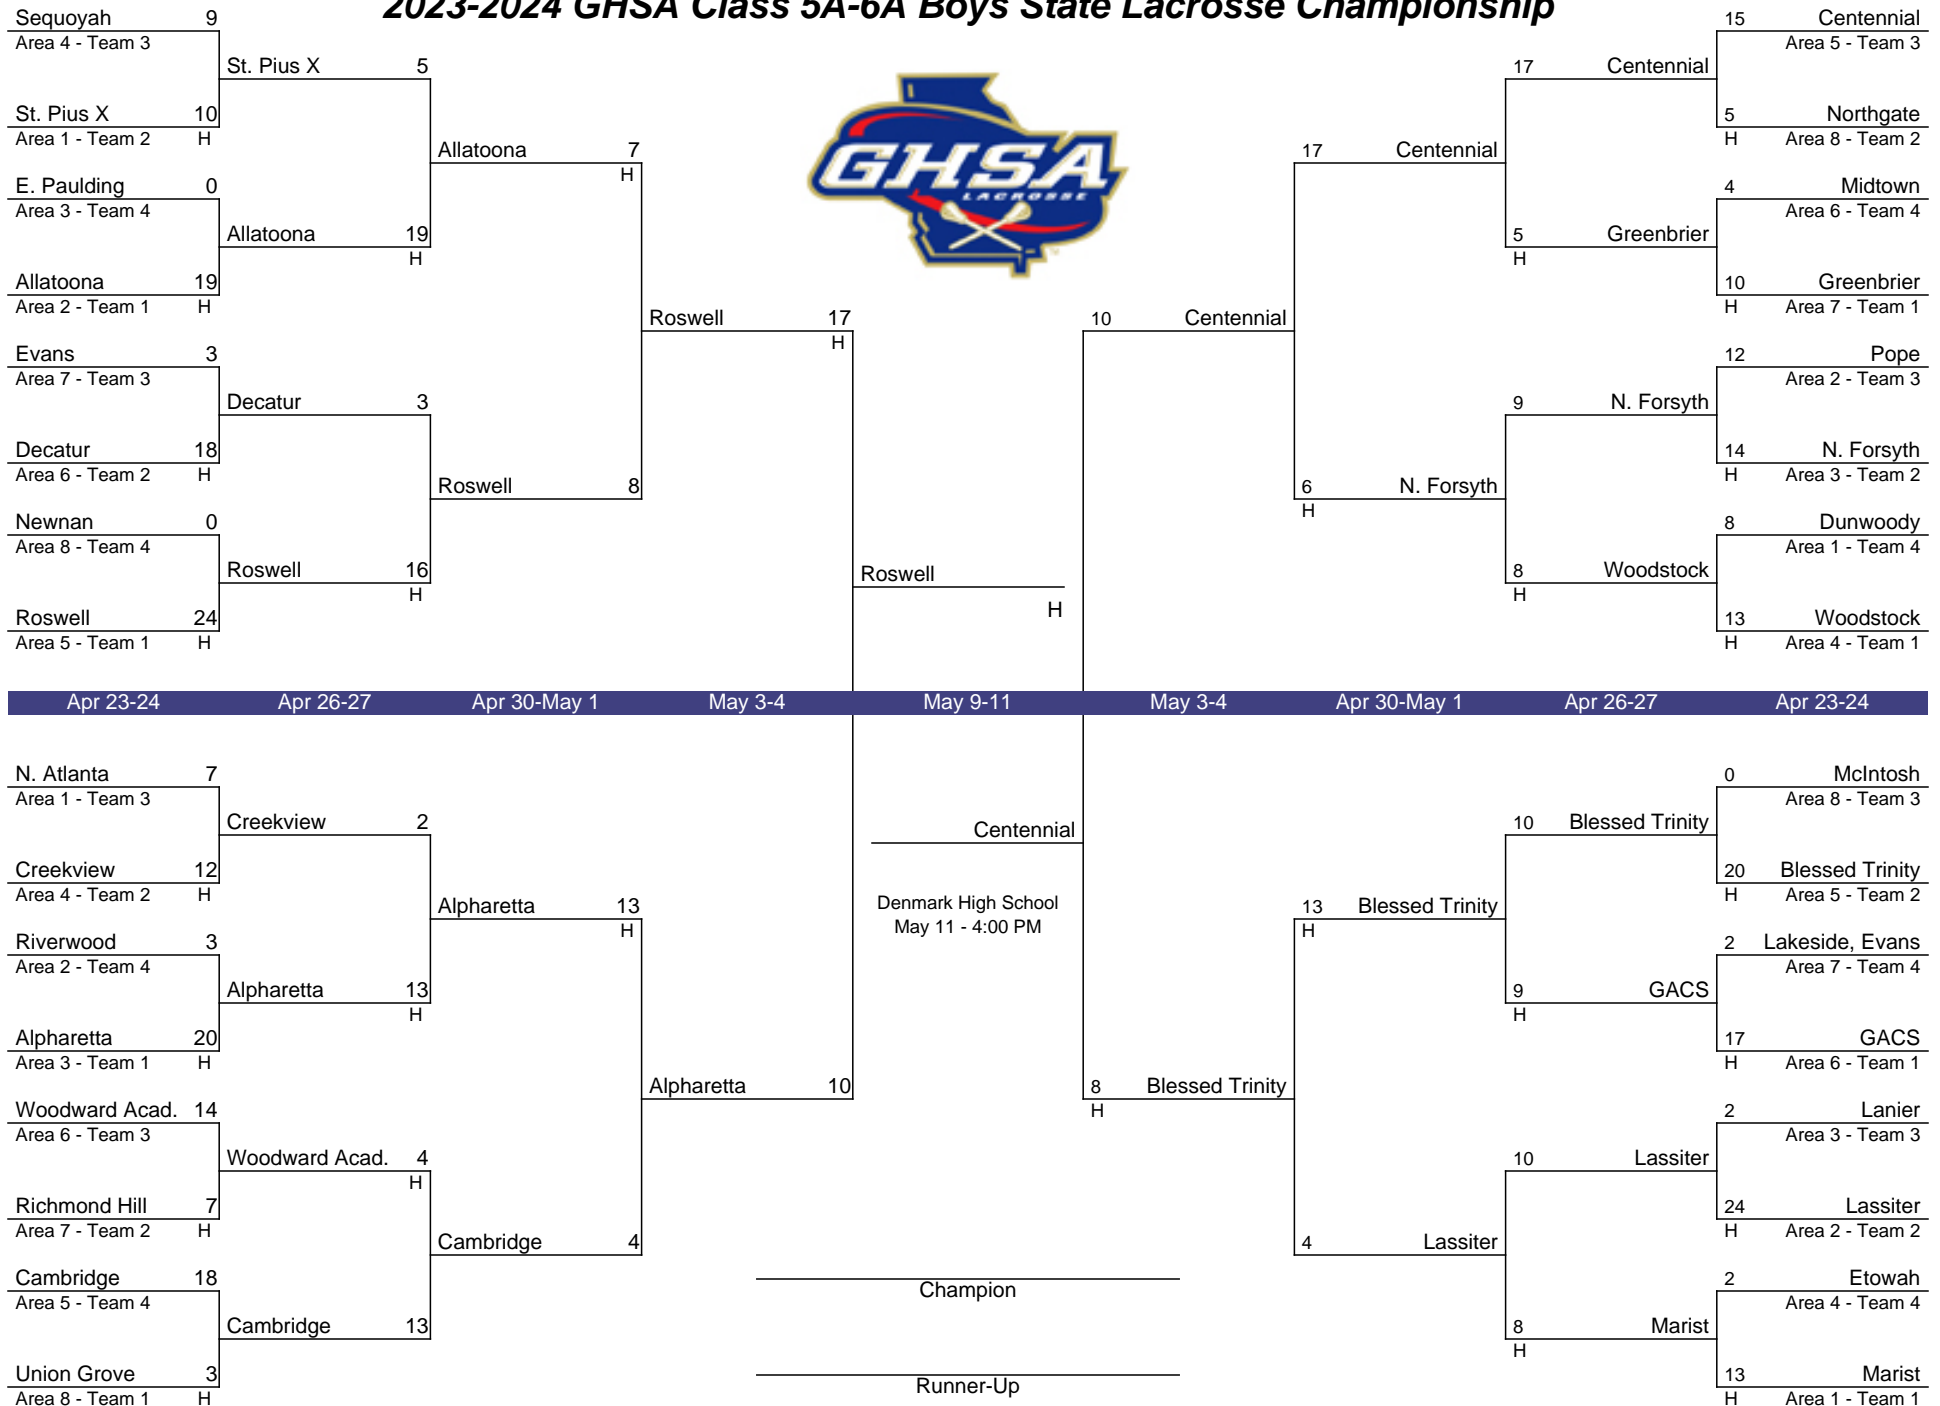 2023-2024 GHSA Class 5A-6A Boys State Lacrosse Championship
Sequoyah 9
Area 4 - Team 3
St. Pius X 10
Area 1 - Team 2 H
E. Paulding 0
Area 3 - Team 4
Allatoona 19
Area 2 - Team 1 H
Evans 3
Area 7 - Team 3
Decatur 18
Area 6 - Team 2 H
Newnan 0
Area 8 - Team 4
Roswell 24
Area 5 - Team 1 H
St. Pius X 5
Allatoona 19
H
Decatur 3
Roswell 16
H
Allatoona 7
H
Roswell 8
Roswell 17
H
GHSA
LACROSSE
Roswell
H
10 Centennial
17 Centennial
6 N. Forsyth
H
17 Centennial
5 Greenbrier
H
9 N. Forsyth
8 Woodstock
H
15 Centennial
Area 5 - Team 3
5 Northgate
H Area 8 - Team 2
4 Midtown
Area 6 - Team 4
10 Greenbrier
H Area 7 - Team 1
12 Pope
Area 2 - Team 3
14 N. Forsyth
H Area 3 - Team 2
8 Dunwoody
Area 1 - Team 4
13 Woodstock
H Area 4 - Team 1
Apr 23-24 Apr 26-27 Apr 30-May 1 May 3-4 May 9-11 May 3-4 Apr 30-May 1 Apr 26-27 Apr 23-24
N. Atlanta 7
Area 1 - Team 3
Creekview 12
Area 4 - Team 2 H
Riverwood 3
Area 2 - Team 4
Alpharetta 20
Area 3 - Team 1 H
Woodward Acad. 14
Area 6 - Team 3
Richmond Hill 7
Area 7 - Team 2 H
Cambridge 18
Area 5 - Team 4
Union Grove 3
Area 8 - Team 1 H
Creekview 2
Alpharetta 13
H
Woodward Acad. 4
H
Cambridge 13
Alpharetta 13
H
Cambridge 4
Alpharetta 10
Centennial
Denmark High School
May 11 - 4:00 PM
Champion
Runner-Up
8 Blessed Trinity
H
13 Blessed Trinity
H
4 Lassiter
10 Blessed Trinity
9 GACS
H
10 Lassiter
8 Marist
H
0 McIntosh
Area 8 - Team 3
20 Blessed Trinity
H Area 5 - Team 2
2 Lakeside, Evans
Area 7 - Team 4
17 GACS
H Area 6 - Team 1
2 Lanier
Area 3 - Team 3
24 Lassiter
H Area 2 - Team 2
2 Etowah
Area 4 - Team 4
13 Marist
H Area 1 - Team 1